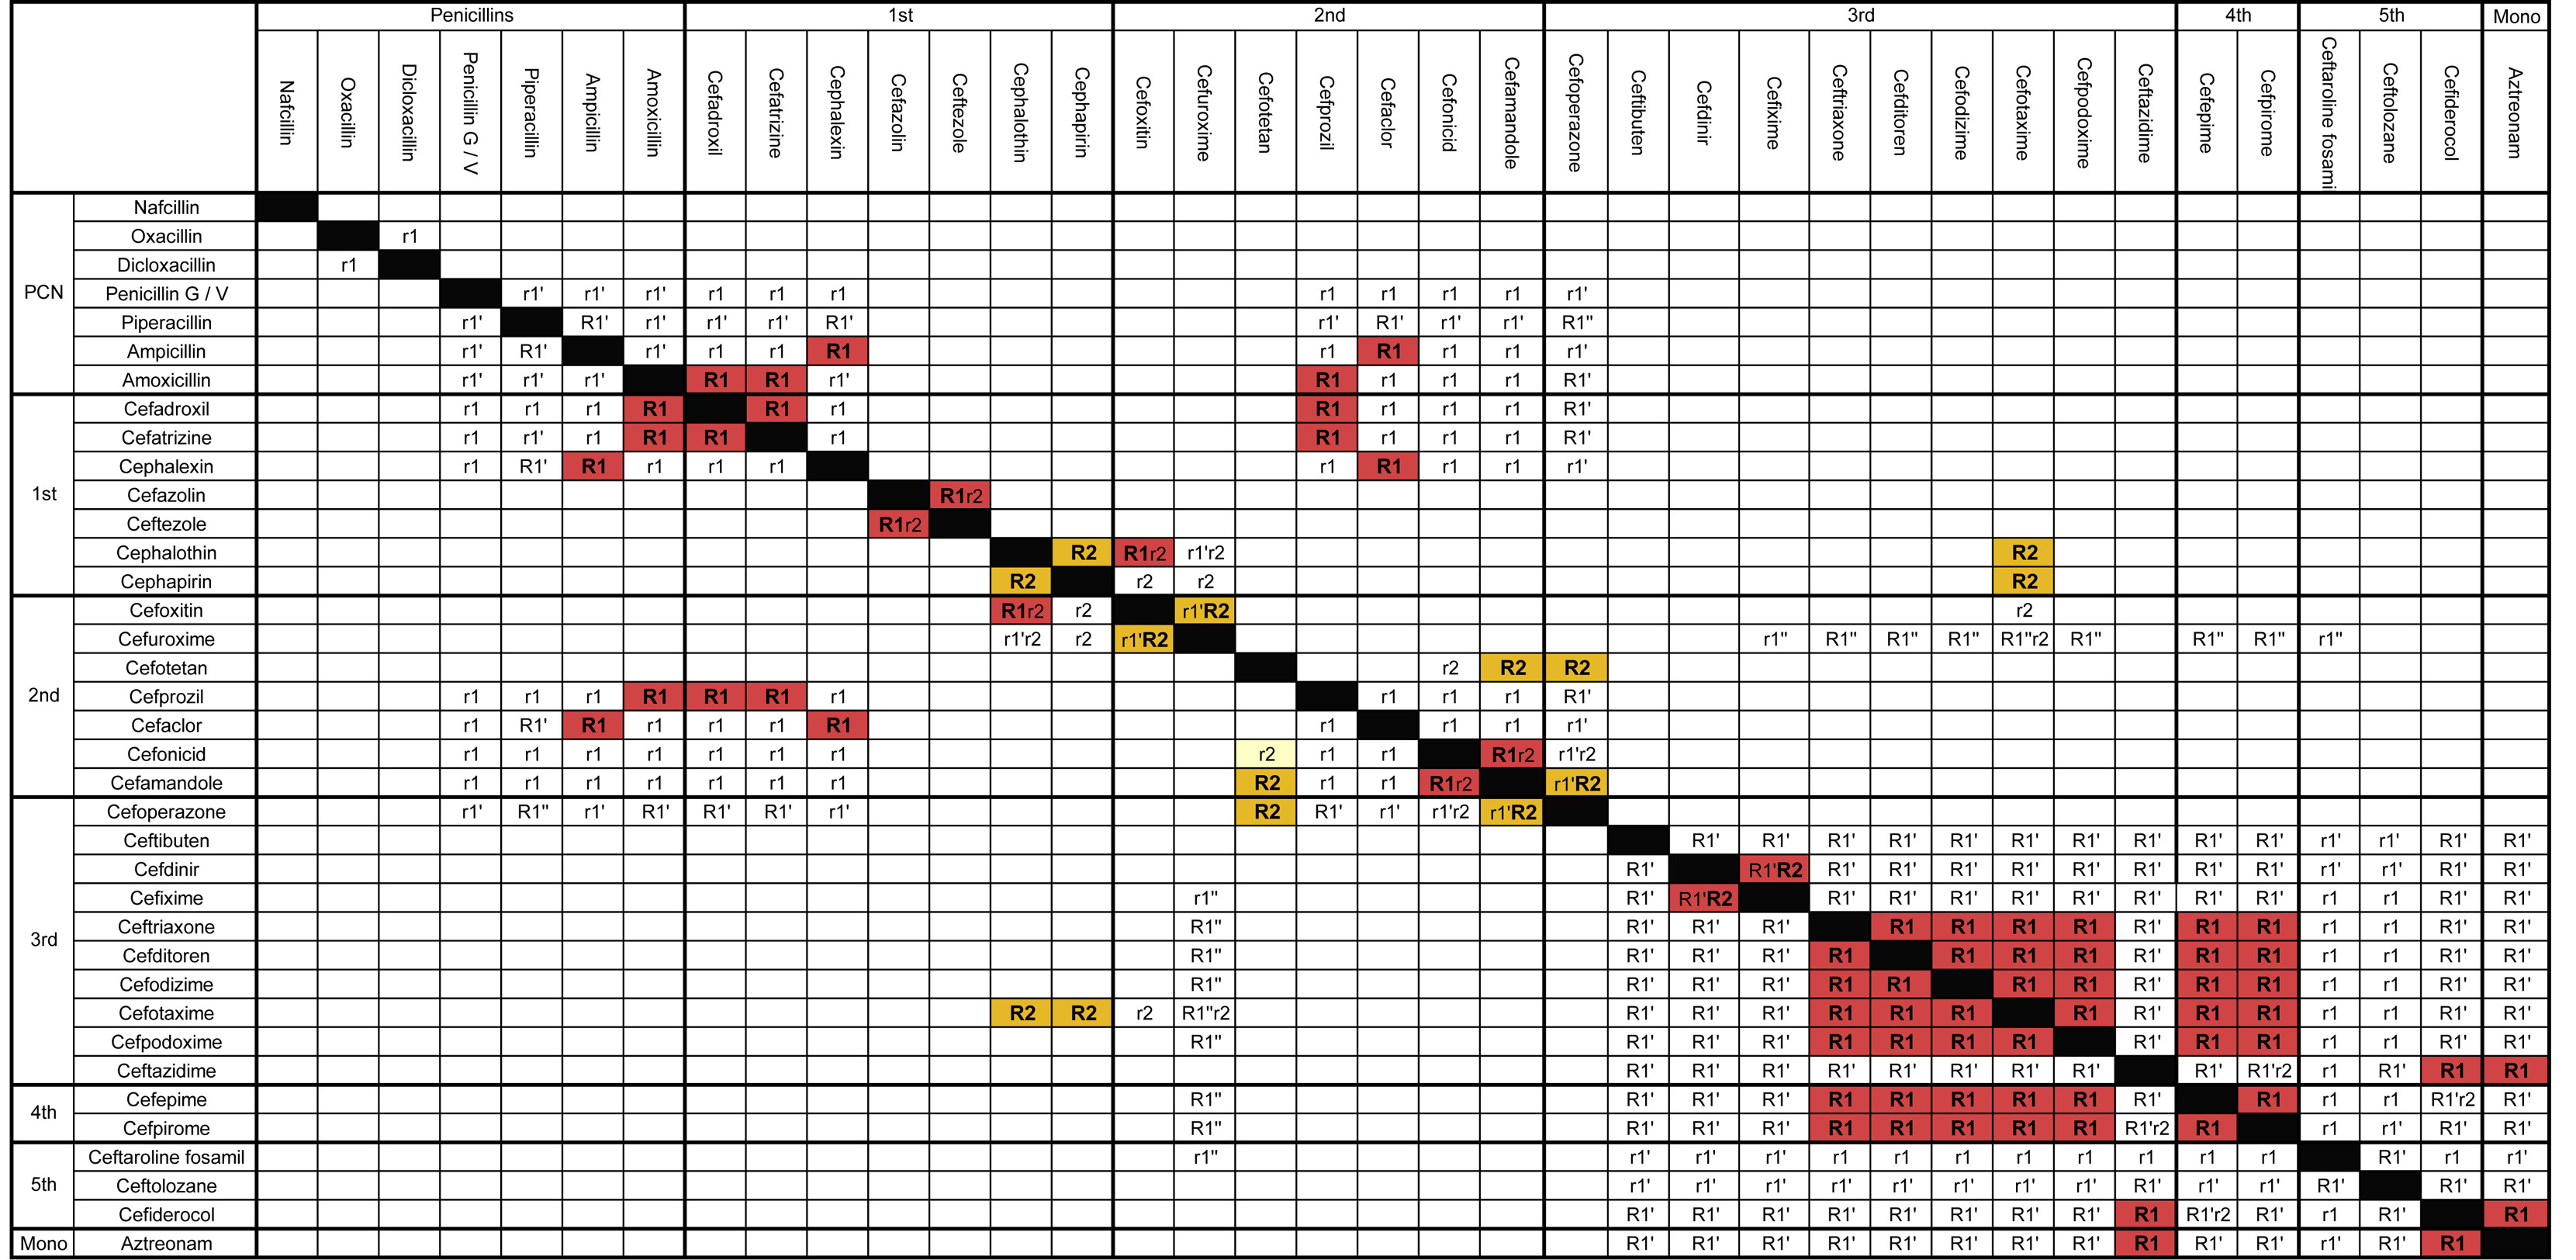 Penicillins 1st 2nd 3rd 4th 5th Mono
Nafcillin Oxacillin Dicloxacillin Penicillin G / V Piperacillin Ampicillin Amoxicillin Cefadroxil Cefatrizine Cephalexin Cefazolin Ceftezole Cephalothin Cephapirin Cefoxitin Cefuroxime Cefotetan Cefprozil Cefaclor Cefonicid Cefamandole Cefoperazone Ceftibuten Cefdinir Cefixime Ceftriaxone Cefditoren Cefodizime Cefotaxime Cefpodoxime Ceftazidime Cefepime Cefpirome Ceftaroline fosami Ceftolozane Cefiderocol Aztreonam
PCN
Nafcillin
Oxacillin r1
Dicloxacillin r1
Penicillin G / V r1' r1' r1' r1 r1 r1 r1 r1 r1 r1 r1'
Piperacillin r1' R1' r1' r1' r1' R1' r1' R1' r1' r1' R1"
Ampicillin r1' R1' r1' r1 r1 R1 r1 R1 r1 r1 r1'
Amoxicillin r1' r1' r1' R1 R1 r1' R1 r1 r1 r1 R1'
1st
Cefadroxil r1 r1 r1 R1 R1 r1 R1 r1 r1 r1 R1'
Cefatrizine r1 r1' r1 R1 R1 r1 R1 r1 r1 r1 R1'
Cephalexin r1 R1' R1 r1 r1 r1 r1 R1 r1 r1 r1'
Cefazolin R1r2
Ceftezole R1r2
Cephalothin R2 R1r2 r1'r2 R2
Cephapirin R2 r2 r2 R2
2nd
Cefoxitin R1r2 r2 r1'R2 r2
Cefuroxime r1'r2 r2 r1'R2 r1" R1" R1" R1" R1"r2 R1" R1" R1" r1"
Cefotetan r2 R2 R2
Cefprozil r1 r1 r1 R1 R1 R1 r1 r1 r1 r1 R1'
Cefaclor r1 R1' R1 r1 r1 r1 R1 r1 r1 r1 r1'
Cefonicid r1 r1 r1 r1 r1 r1 r1 r2 r1 r1 R1r2 r1'r2
Cefamandole r1 r1 r1 r1 r1 r1 r1 R2 r1 r1 R1r2 r1'R2
3rd
Cefoperazone r1' R1" r1' R1' R1' R1' r1' R2 R1' r1' r1'r2 r1'R2
Ceftibuten R1' R1' R1' R1' R1' R1' R1' R1' R1' R1' r1' r1' R1' R1'
Cefdinir R1' R1'R2 R1' R1' R1' R1' R1' R1' R1' R1' r1' r1' R1' R1'
Cefixime r1" R1' R1'R2 R1' R1' R1' R1' R1' R1' R1' R1' r1 r1 R1' R1'
Ceftriaxone R1" R1' R1' R1' R1 R1 R1 R1 R1' R1 R1 r1 r1 R1' R1'
Cefditoren R1" R1' R1' R1' R1 R1 R1 R1 R1' R1 R1 r1 r1 R1' R1'
Cefodizime R1" R1' R1' R1' R1 R1 R1 R1 R1' R1 R1 r1 r1 R1' R1'
Cefotaxime R2 R2 r2 R1"r2 R1' R1' R1' R1 R1 R1 R1 R1' R1 R1 r1 r1 R1' R1'
Cefpodoxime R1" R1' R1' R1' R1 R1 R1 R1 R1' R1 R1 r1 r1 R1' R1'
Ceftazidime R1' R1' R1' R1' R1' R1' R1' R1' R1' R1'r2 r1 R1' R1 R1
4th
Cefepime R1" R1' R1' R1' R1 R1 R1 R1 R1 R1' R1 r1 r1 R1'r2 R1'
Cefpirome R1" R1' R1' R1' R1 R1 R1 R1 R1 R1'r2 R1 r1 r1' R1' R1'
5th
Ceftaroline fosamil r1" r1' r1' r1' r1 r1 r1 r1 r1 r1 r1 r1 R1' r1 r1'
Ceftolozane r1' r1' r1' r1' r1' r1' r1' r1' R1' r1' r1' R1' R1' R1'
Cefiderocol R1' R1' R1' R1' R1' R1' R1' R1' R1 R1'r2 R1' r1 R1' R1
Mono
Aztreonam R1' R1' R1' R1' R1' R1' R1' R1' R1 R1' R1' r1' R1' R1